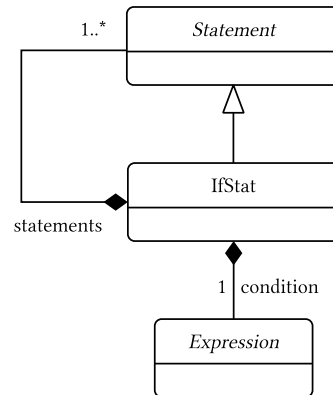 1..*
Statement
IfStat
statements
1
condition
Expression